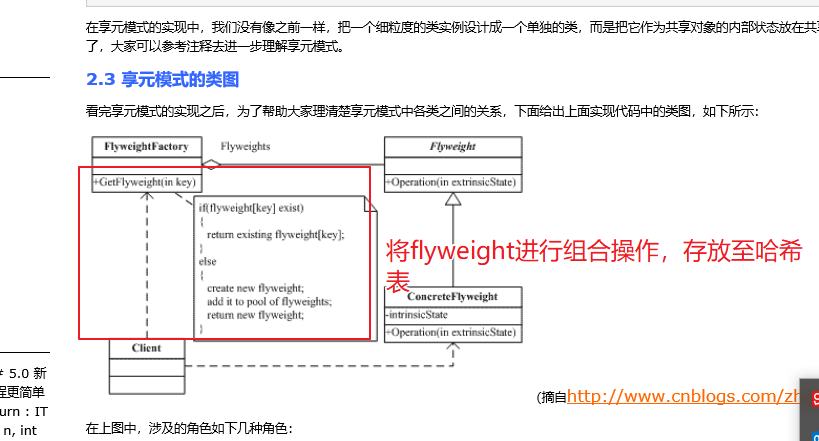 在享元模式的实现中，我们没有像之前一样，把一个细粒度的类实例设计成一个单独的类，而是把它作为共享对象的内部状态放在共享
了，大家可以参考注释去进一步理解享元模式。
2.3 享元模式的类图
看完享元模式的实现之后，为了帮助大家理清楚享元模式中各类之间的关系，下面给出上面实现代码中的类图，如下所示：
FlyweightFactory
Flyweights
Flyweight
+GetFlyweight(in key)
+Operation(in extrinsicState)
if(flyweight[key] exist)
{
return existing flyweight[key];
}
else
{
create new flyweight;
add it to pool of flyweights;
return new flyweight;
}
将flyweight进行组合操作，存放至哈希
表
ConcreteFlyweight
-intrinsicState
+Operation(in extrinsicState)
Client
(摘自http://www.cnblogs.com/zh
在上图中，涉及的角色如下几种角色：
# 5.0 新
程更简单
urn : IT
n, int